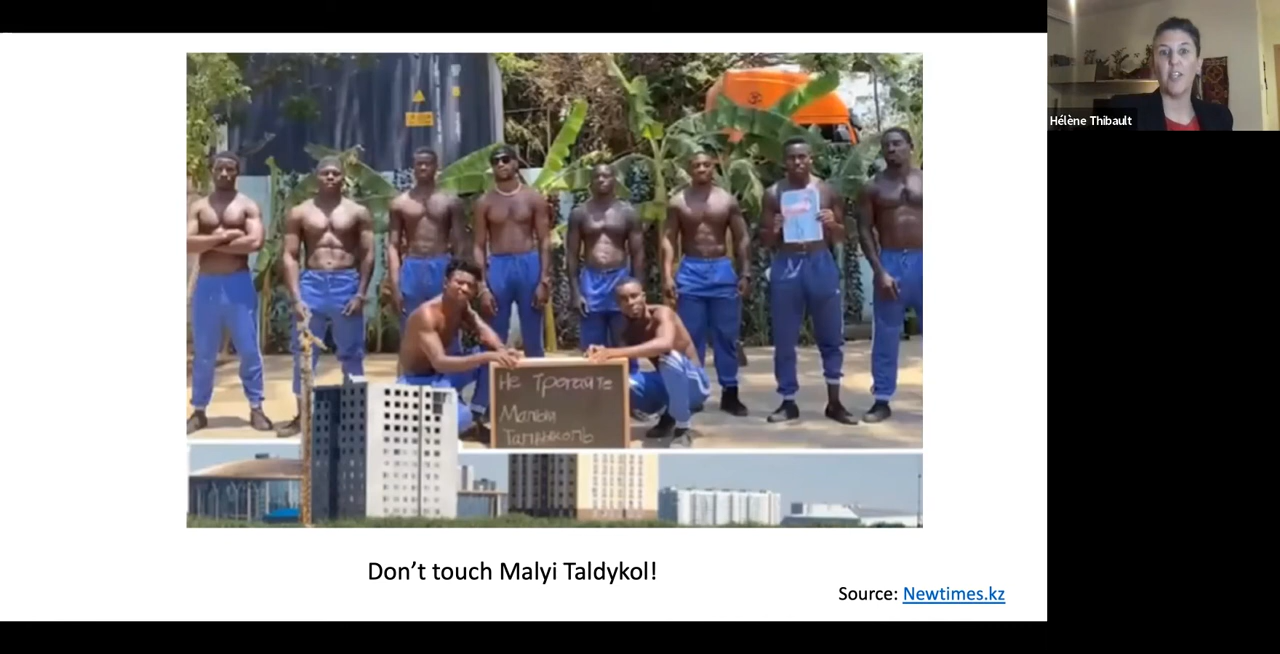 Hélène Thibault
Не Трогайте
Малый
Талдыколь
Don't touch Malyi Taldykol!
Source: Newtimes.kz